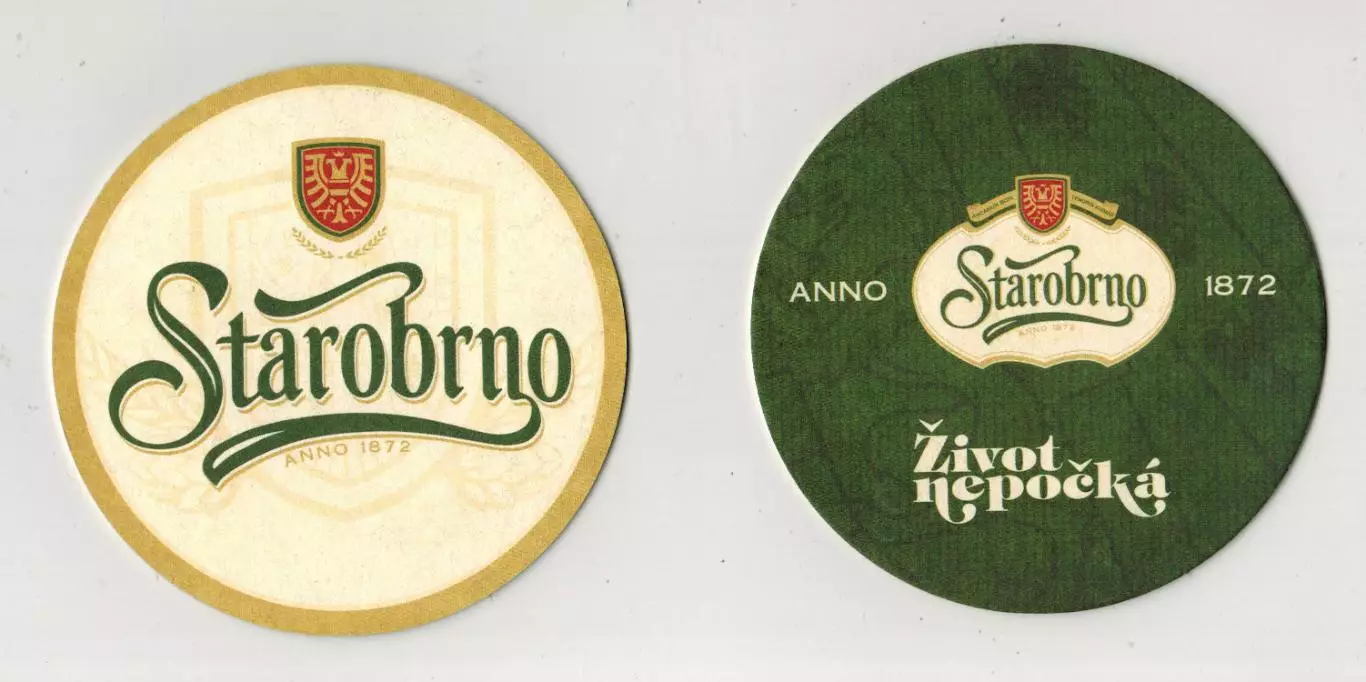 Starobrno
ANNO 1872
ANNO
Starobrno
ANNO 1872
1872
Život
nepočká